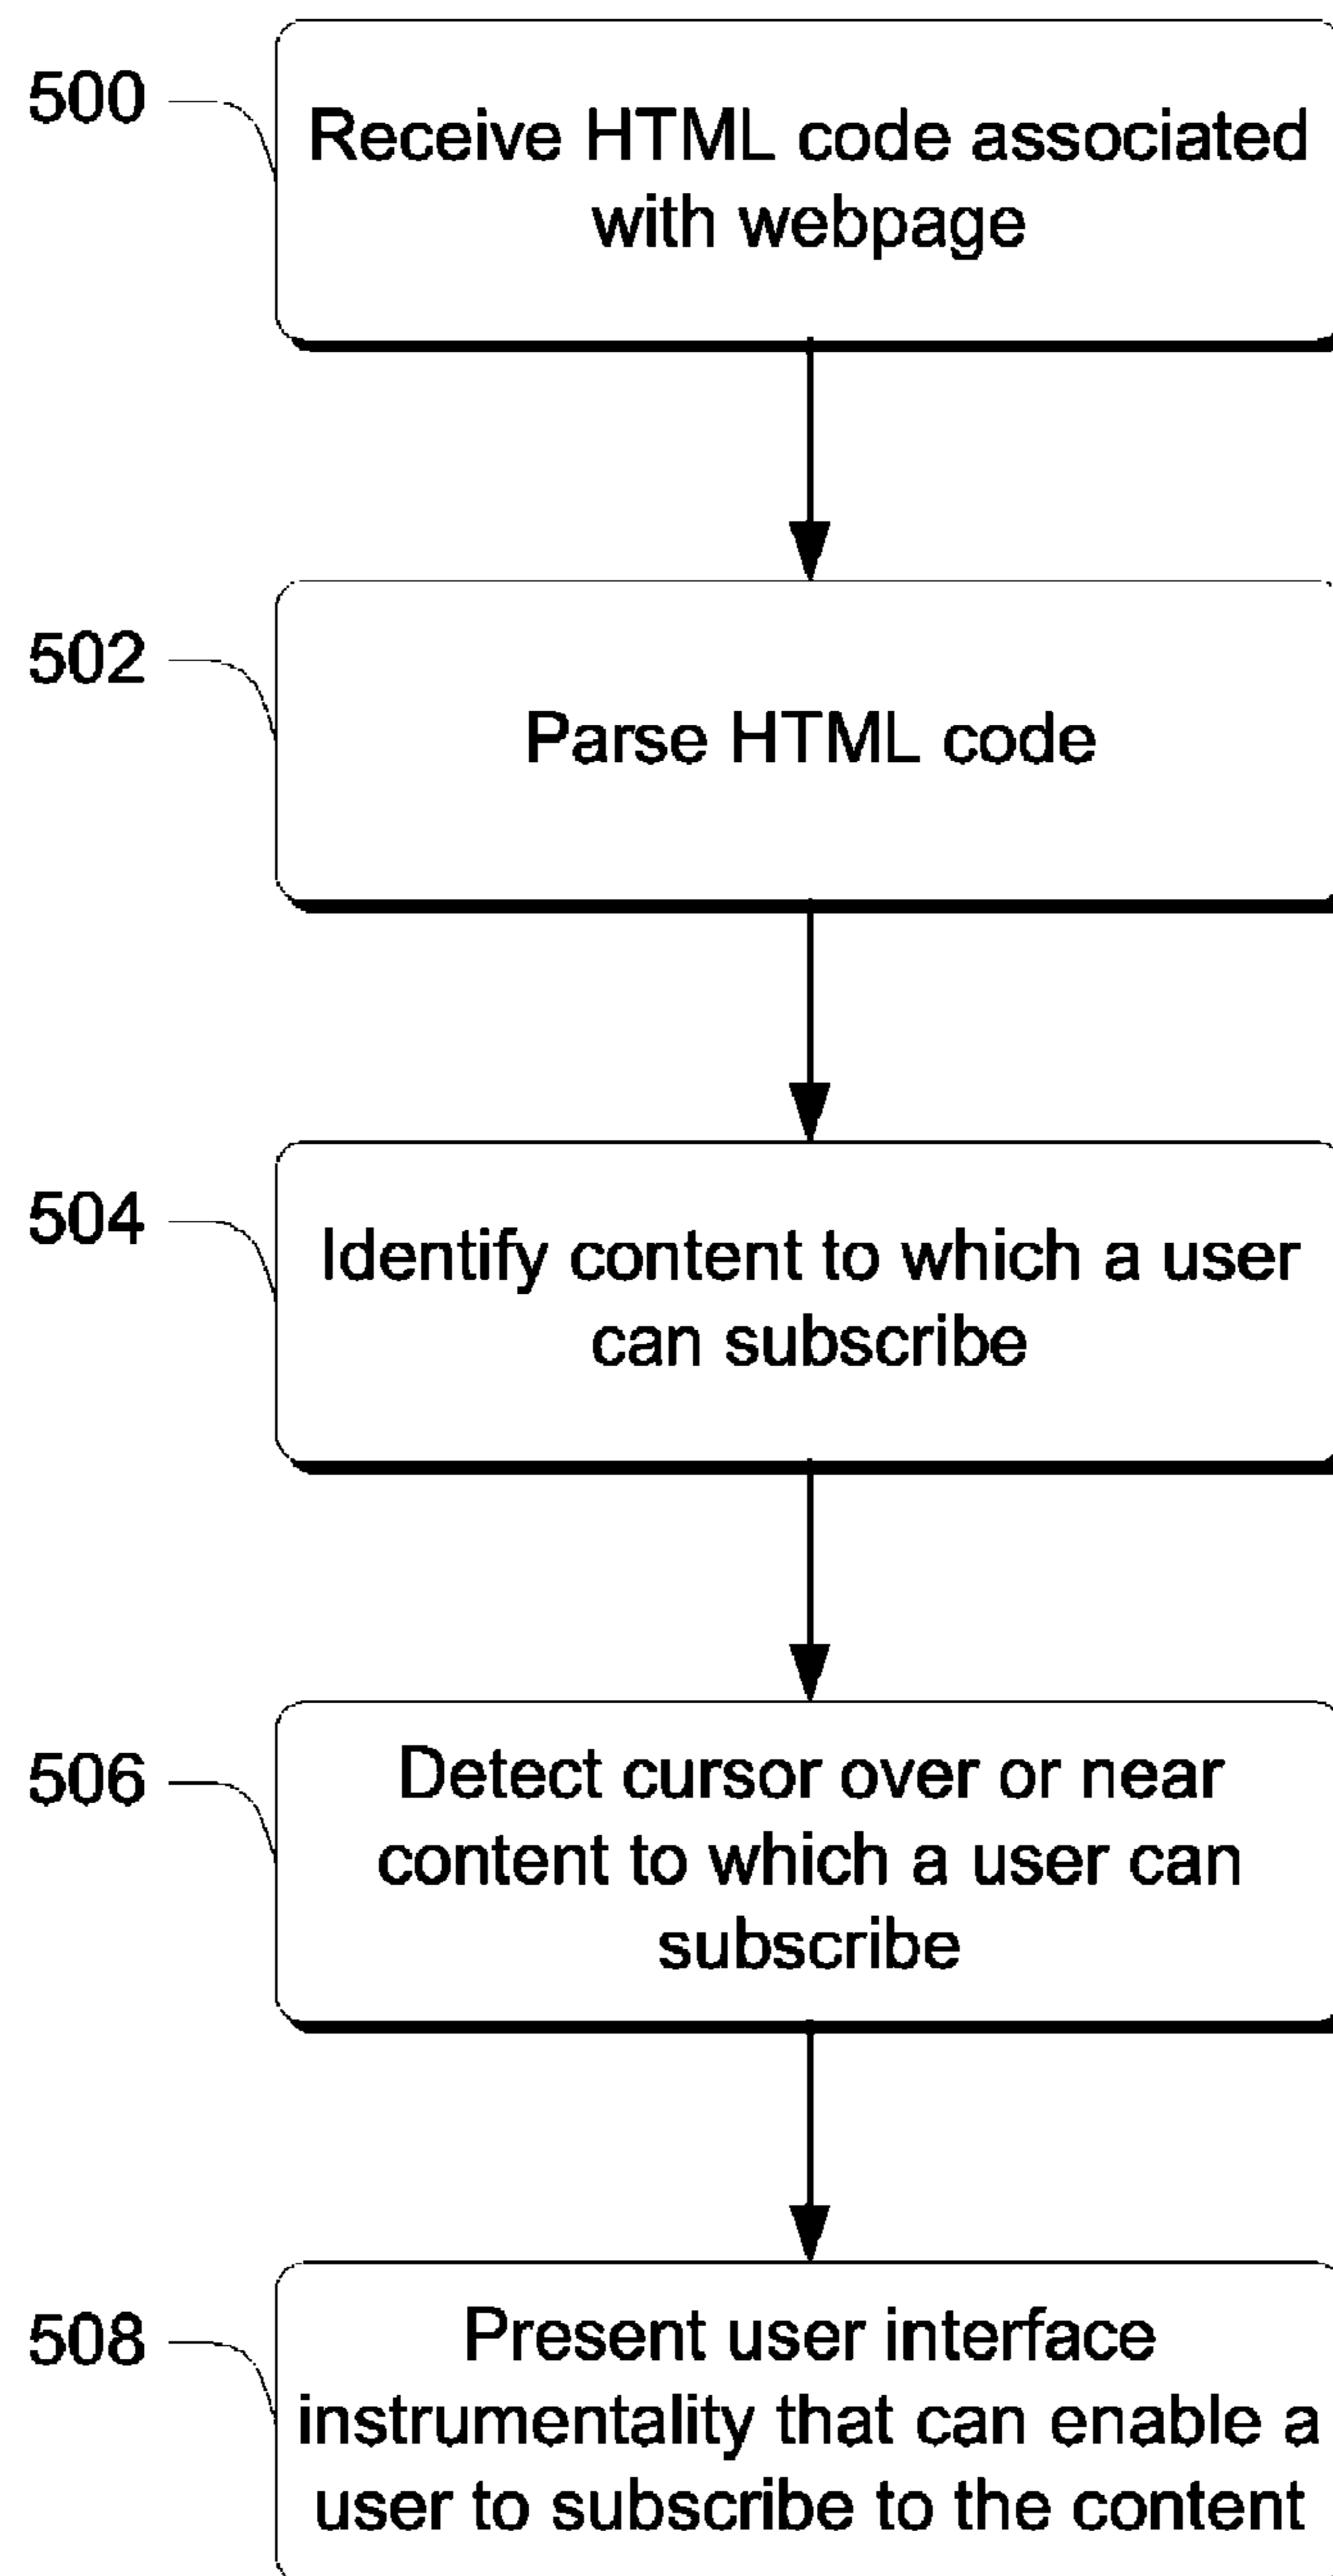 500
Receive HTML code associated
with webpage
502
Parse HTML code
504
Identify content to which a user
can subscribe
506
Detect cursor over or near
content to which a user can
subscribe
508
Present user interface
instrumentality that can enable a
user to subscribe to the content